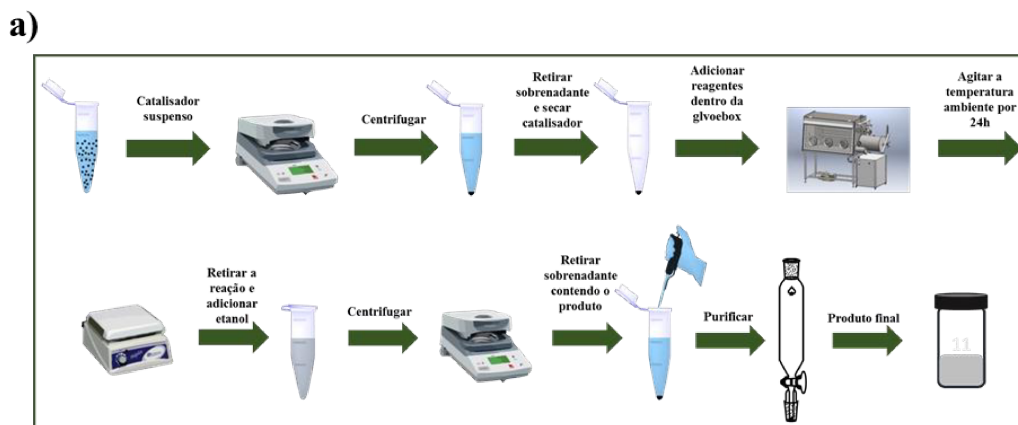 a)
Catalisador
suspenso
Centrifugar
Retirar
sobrenadante
e secar
catalisador
Adicionar
reagentes
dentro da
glvoebox
Agitar a
temperatura
ambiente por
24h
Retirar a
reação e
adicionar
etanol
Centrifugar
Retirar
sobrenadante
contendo o
produto
Purificar
Produto final
11